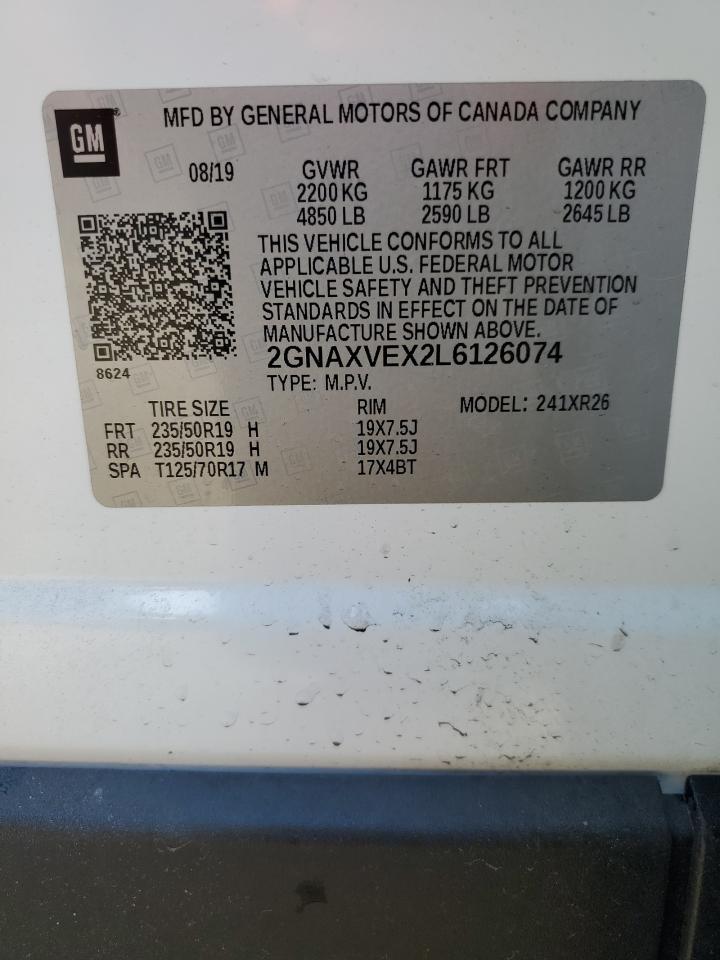 GM
MFD BY GENERAL MOTORS OF CANADA COMPANY
08/19 GVWR GAWR FRT GAWR RR
2200 KG 1175 KG 1200 KG
4850 LB 2590 LB 2645 LB
THIS VEHICLE CONFORMS TO ALL
APPLICABLE U.S. FEDERAL MOTOR
VEHICLE SAFETY AND THEFT PREVENTION
STANDARDS IN EFFECT ON THE DATE OF
MANUFACTURE SHOWN ABOVE.
2GNAXVEX2L6126074
8624
TYPE: M.P.V.
TIRE SIZE RIM MODEL: 241XR26
FRT 235/50R19 H 19X7.5J
RR 235/50R19 H 19X7.5J
SPA T125/70R17 M 17X4BT